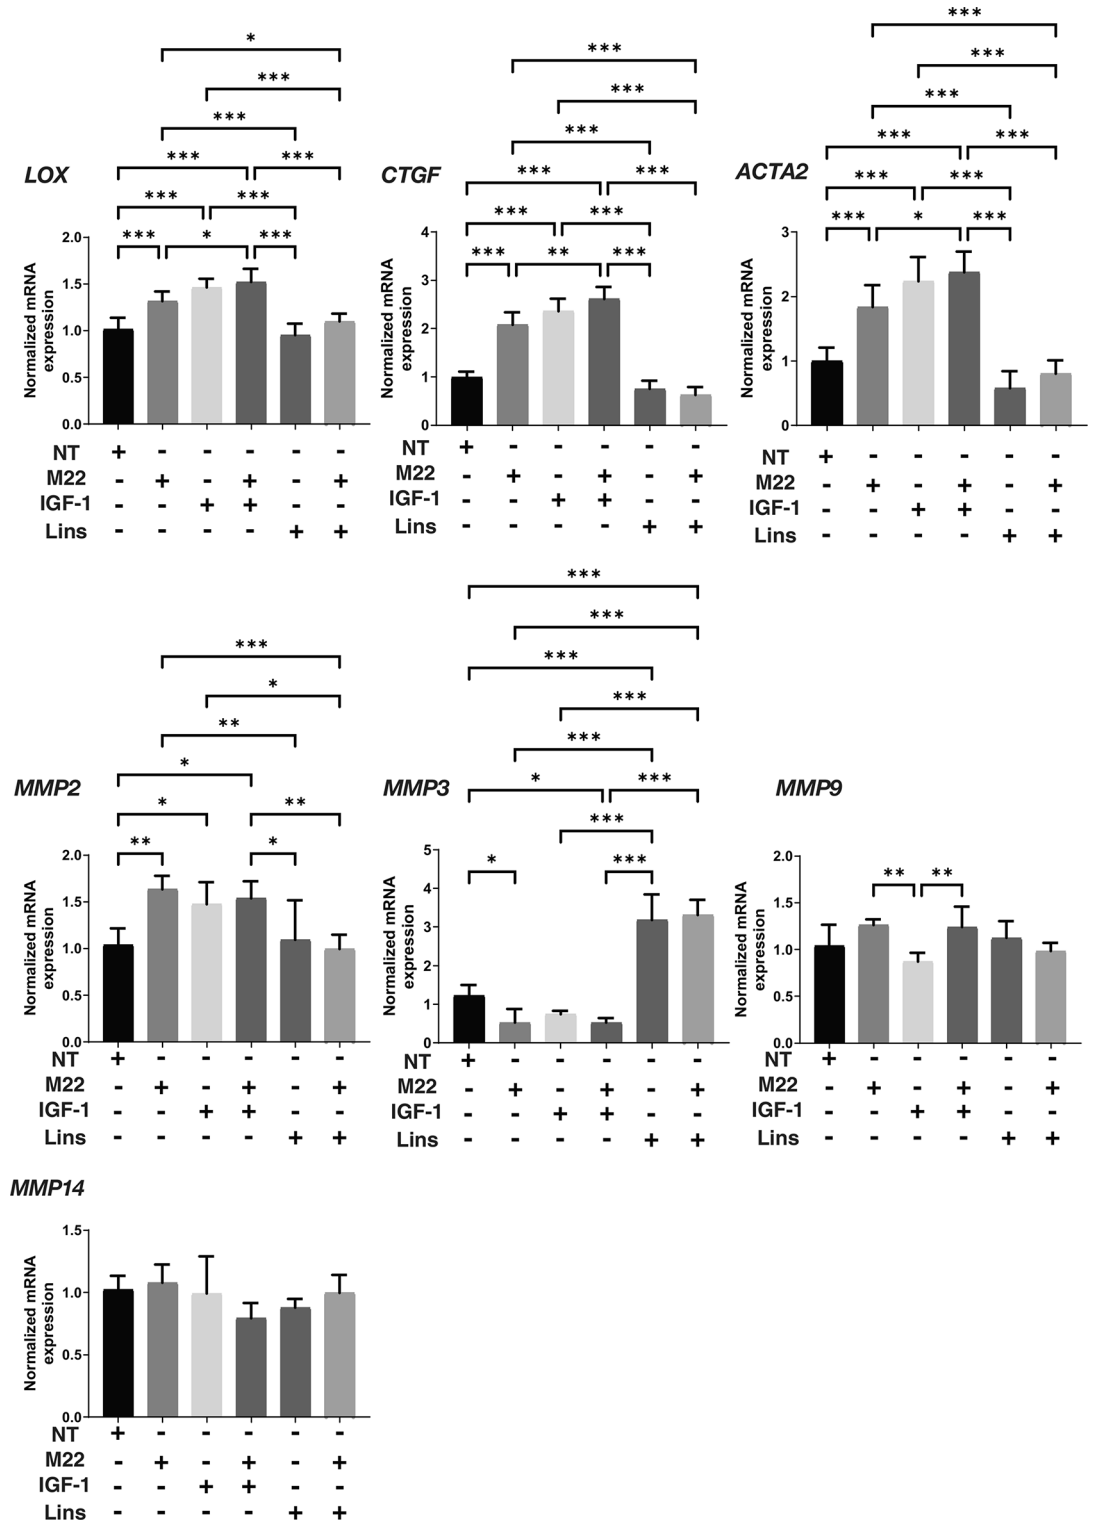 LOX
*
***
***
*** ***
*** ***
*** * ***
Normalized mRNA
expression
2.0
1.5
1.0
0.5
0.0
NT + - - - - -
M22 - + - + - +
IGF-1 - - + + - -
Lins - - - - + +
CTGF
***
***
***
*** ***
*** ***
*** ** ***
Normalized mRNA
expression
4
3
2
1
0
NT + - - - - -
M22 - + - + - +
IGF-1 - - + + - -
Lins - - - - + +
ACTA2
***
***
***
*** ***
*** ***
*** * ***
Normalized mRNA
expression
3
2
1
0
NT + - - - - -
M22 - + - + - +
IGF-1 - - + + - -
Lins - - - - + +
MMP2
***
*
**
*
* **
** *
Normalized mRNA
expression
2.0
1.5
1.0
0.5
0.0
NT + - - - - -
M22 - + - + - +
IGF-1 - - + + - -
Lins - - - - + +
MMP3
***
***
***
***
***
* ***
***
* ***
Normalized mRNA
expression
5
4
3
2
1
0
NT + - - - - -
M22 - + - + - +
IGF-1 - - + + - -
Lins - - - - + +
MMP9
** **
Normalized mRNA
expression
2.0
1.5
1.0
0.5
0.0
NT + - - - - -
M22 - + - + - +
IGF-1 - - + + - -
Lins - - - - + +
MMP14
Normalized mRNA
expression
1.5
1.0
0.5
0.0
NT + - - - - -
M22 - + - + - +
IGF-1 - - + + - -
Lins - - - - + +